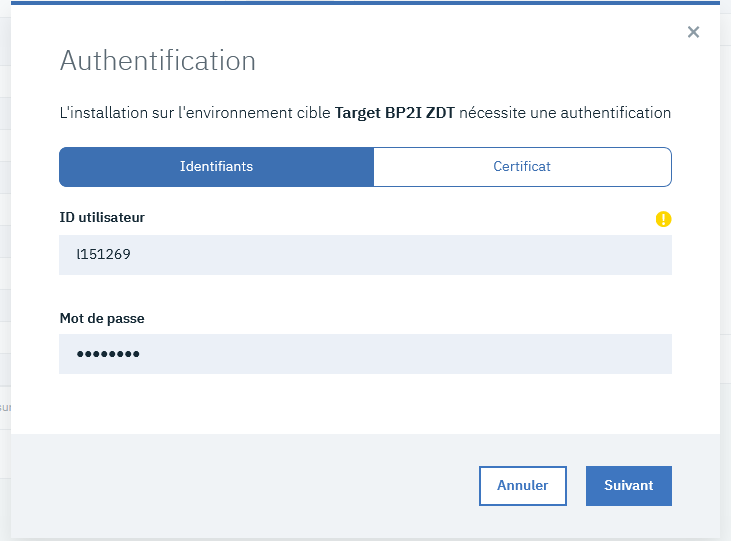 Authentification
L'installation sur l'environnement cible Target BP2I ZDT nécessite une authentification
Identifiants
Certificat
ID utilisateur
l151269
Mot de passe
••••••••
Annuler
Suivant